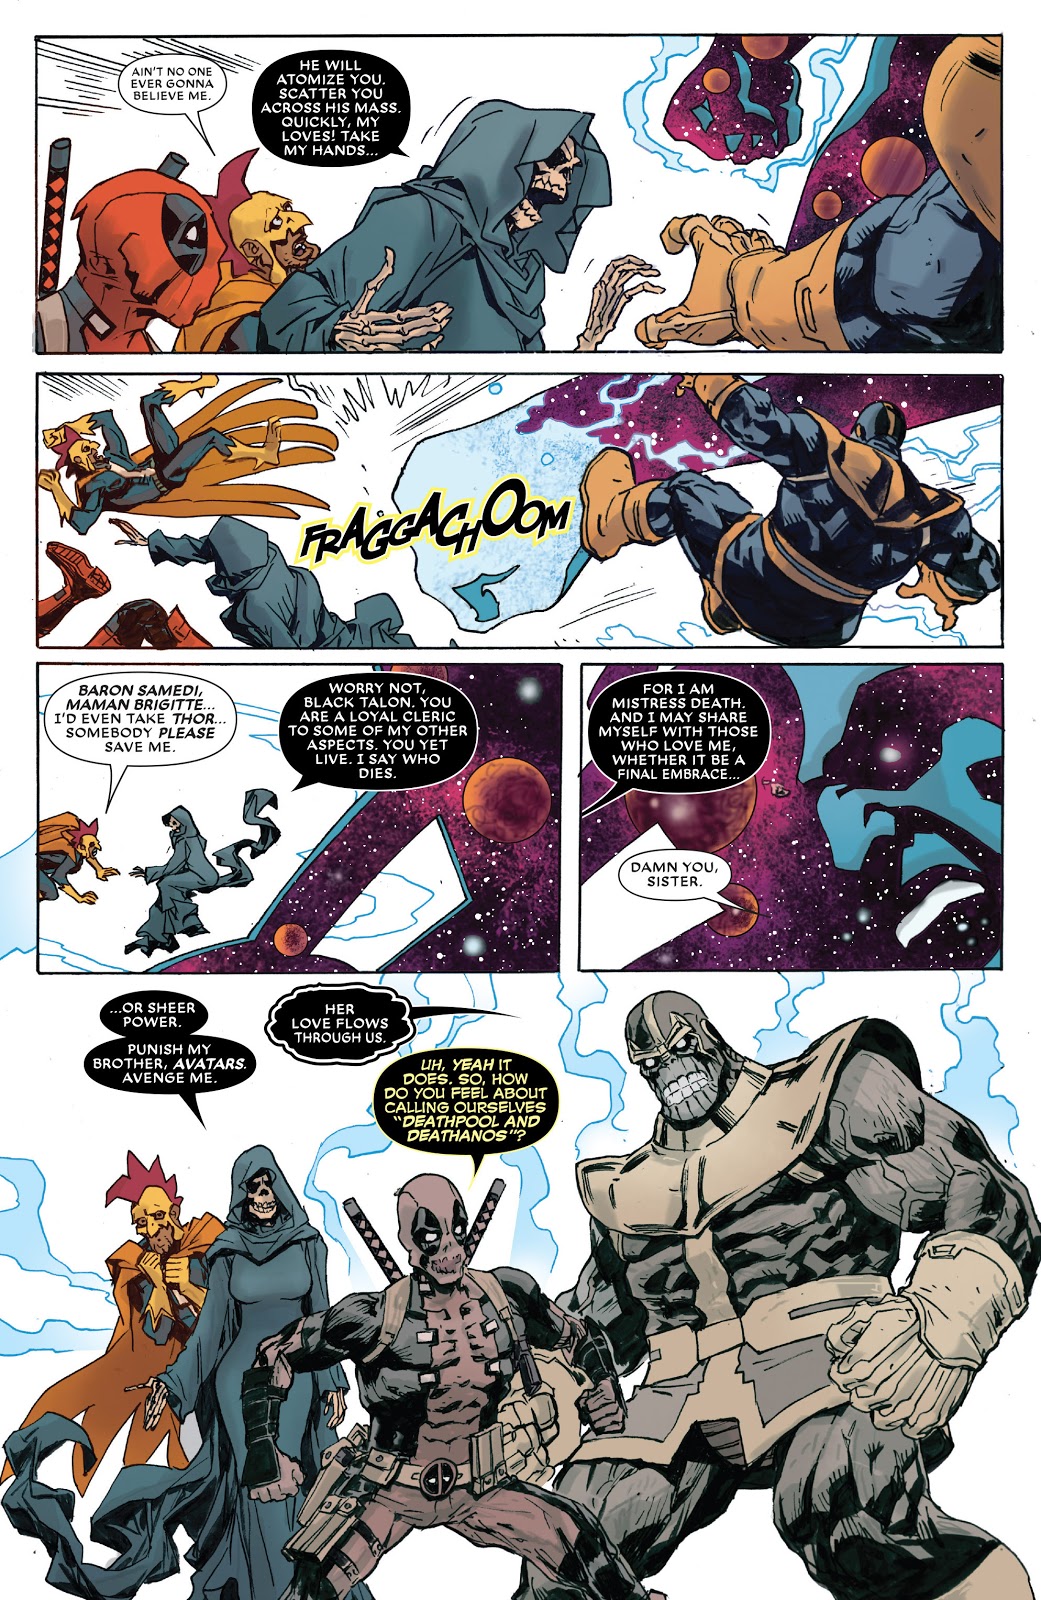 AIN'T NO ONE
EVER GONNA
BELIEVE ME.
HE WILL
ATOMIZE YOU.
SCATTER YOU
ACROSS HIS MASS.
QUICKLY, MY
LOVES! TAKE
MY HANDS...
FRAGGACHOOM
BARON SAMEDI,
MAMAN BRIGITTE...
I'D EVEN TAKE THOR...
SOMEBODY PLEASE
SAVE ME.
WORRY NOT,
BLACK TALON. YOU
ARE A LOYAL CLERIC
TO SOME OF MY OTHER
ASPECTS. YOU YET
LIVE. I SAY WHO
DIES.
FOR I AM
MISTRESS DEATH.
AND I MAY SHARE
MYSELF WITH THOSE
WHO LOVE ME,
WHETHER IT BE A
FINAL EMBRACE...
DAMN YOU,
SISTER.
...OR SHEER
POWER.
PUNISH MY
BROTHER, AVATARS.
AVENGE ME.
HER
LOVE FLOWS
THROUGH US.
UH, YEAH IT
DOES. SO, HOW
DO YOU FEEL ABOUT
CALLING OURSELVES
"DEATHPOOL AND
DEATHANOS"?